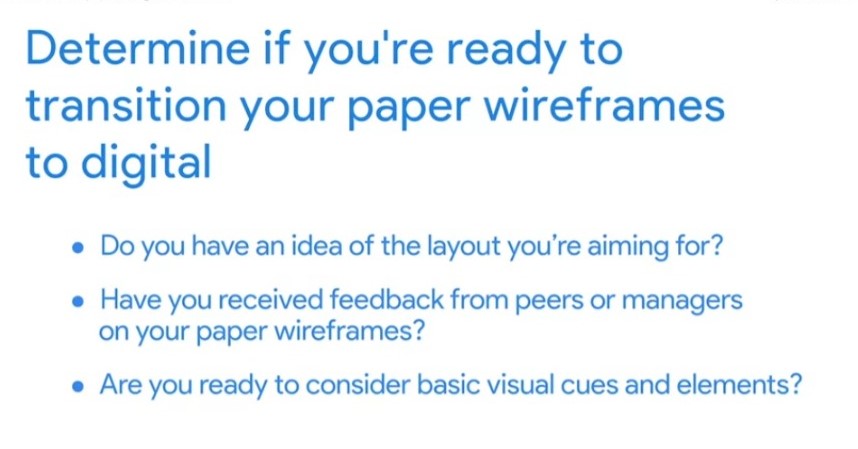 Determine if you're ready to
transition your paper wireframes
to digital
• Do you have an idea of the layout you're aiming for?
• Have you received feedback from peers or managers
on your paper wireframes?
• Are you ready to consider basic visual cues and elements?